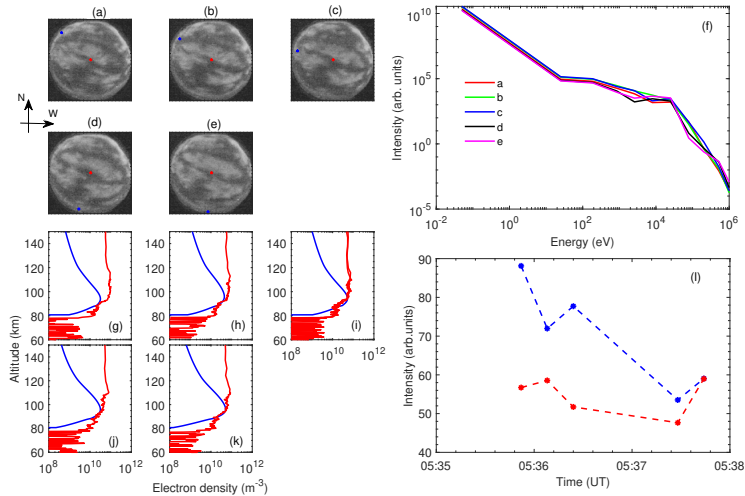 (a) (b) (c)
N
W
(d) (e)
10^10
10^5
10^0
10^-5
Intensity (arb. units)
(f)
a
b
c
d
e
10^-2 10^0 10^2 10^4 10^6
Energy (eV)
140
120
100
80
60
(g) (h) (i)
10^8 10^10 10^12
140
120
100
80
60
Altitude (km)
(j) (k)
10^8 10^10 10^12 10^8 10^10 10^12
Electron density (m^-3)
90
80
70
60
50
40
Intensity (arb.units)
(l)
05:35 05:36 05:37 05:38
Time (UT)